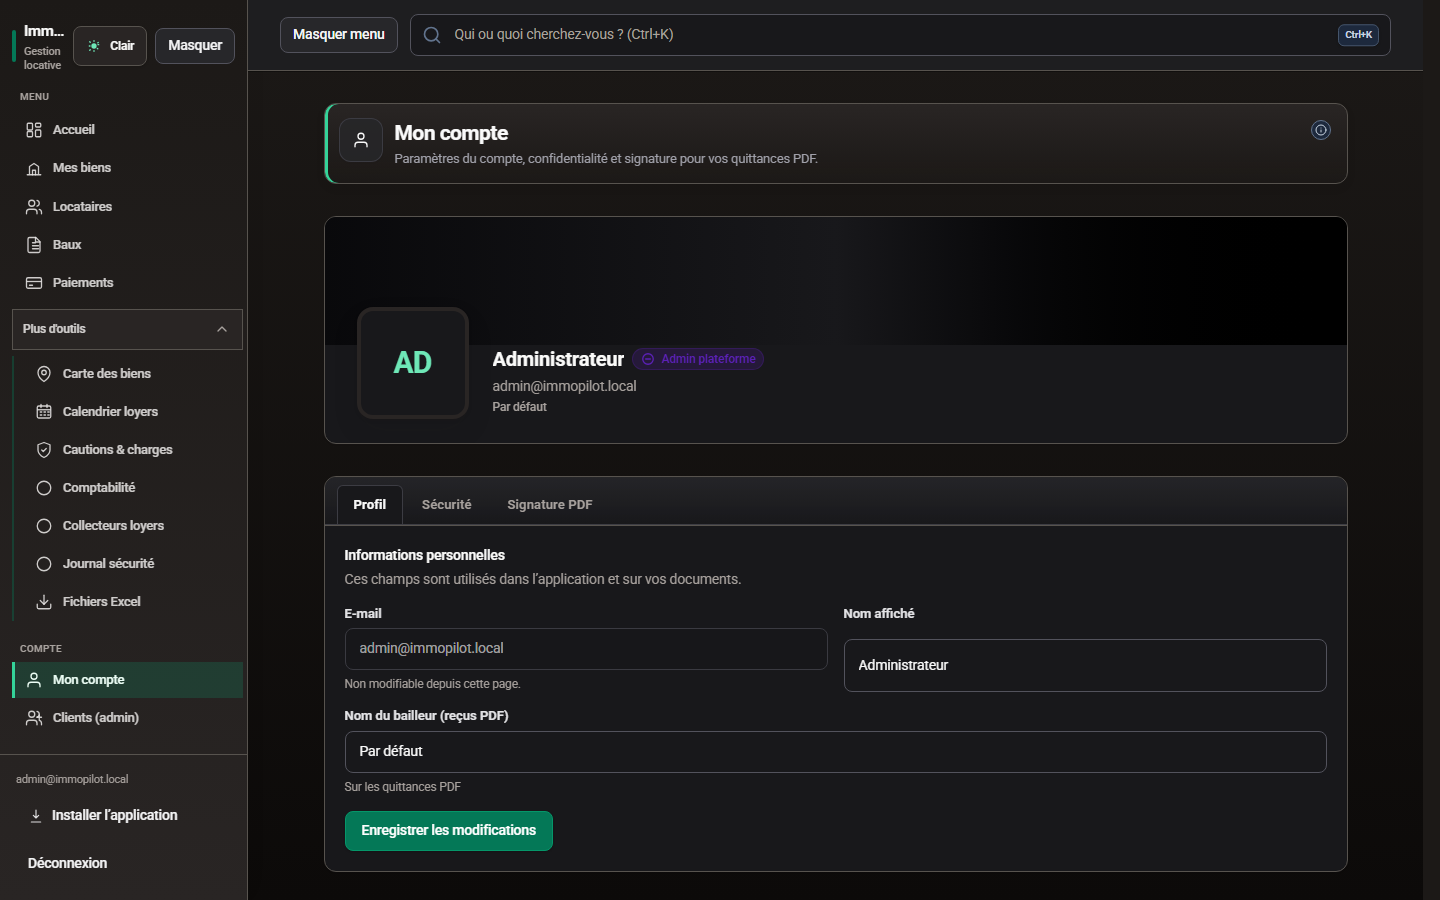 Imm...
Gestion
locative
Clair
Masquer
MENU
Accueil
Mes biens
Locataires
Baux
Paiements
Plus d'outils
Carte des biens
Calendrier loyers
Cautions & charges
Comptabilité
Collecteurs loyers
Journal sécurité
Fichiers Excel
COMPTE
Mon compte
Clients (admin)
admin@immopilot.local
Installer l’application
Déconnexion
Masquer menu
Qui ou quoi cherchez-vous ? (Ctrl+K)
Ctrl+K
Mon compte
Paramètres du compte, confidentialité et signature pour vos quittances PDF.
AD
Administrateur
Admin plateforme
admin@immopilot.local
Par défaut
Profil
Sécurité
Signature PDF
Informations personnelles
Ces champs sont utilisés dans l’application et sur vos documents.
E-mail
admin@immopilot.local
Non modifiable depuis cette page.
Nom affiché
Administrateur
Nom du bailleur (reçus PDF)
Par défaut
Sur les quittances PDF
Enregistrer les modifications